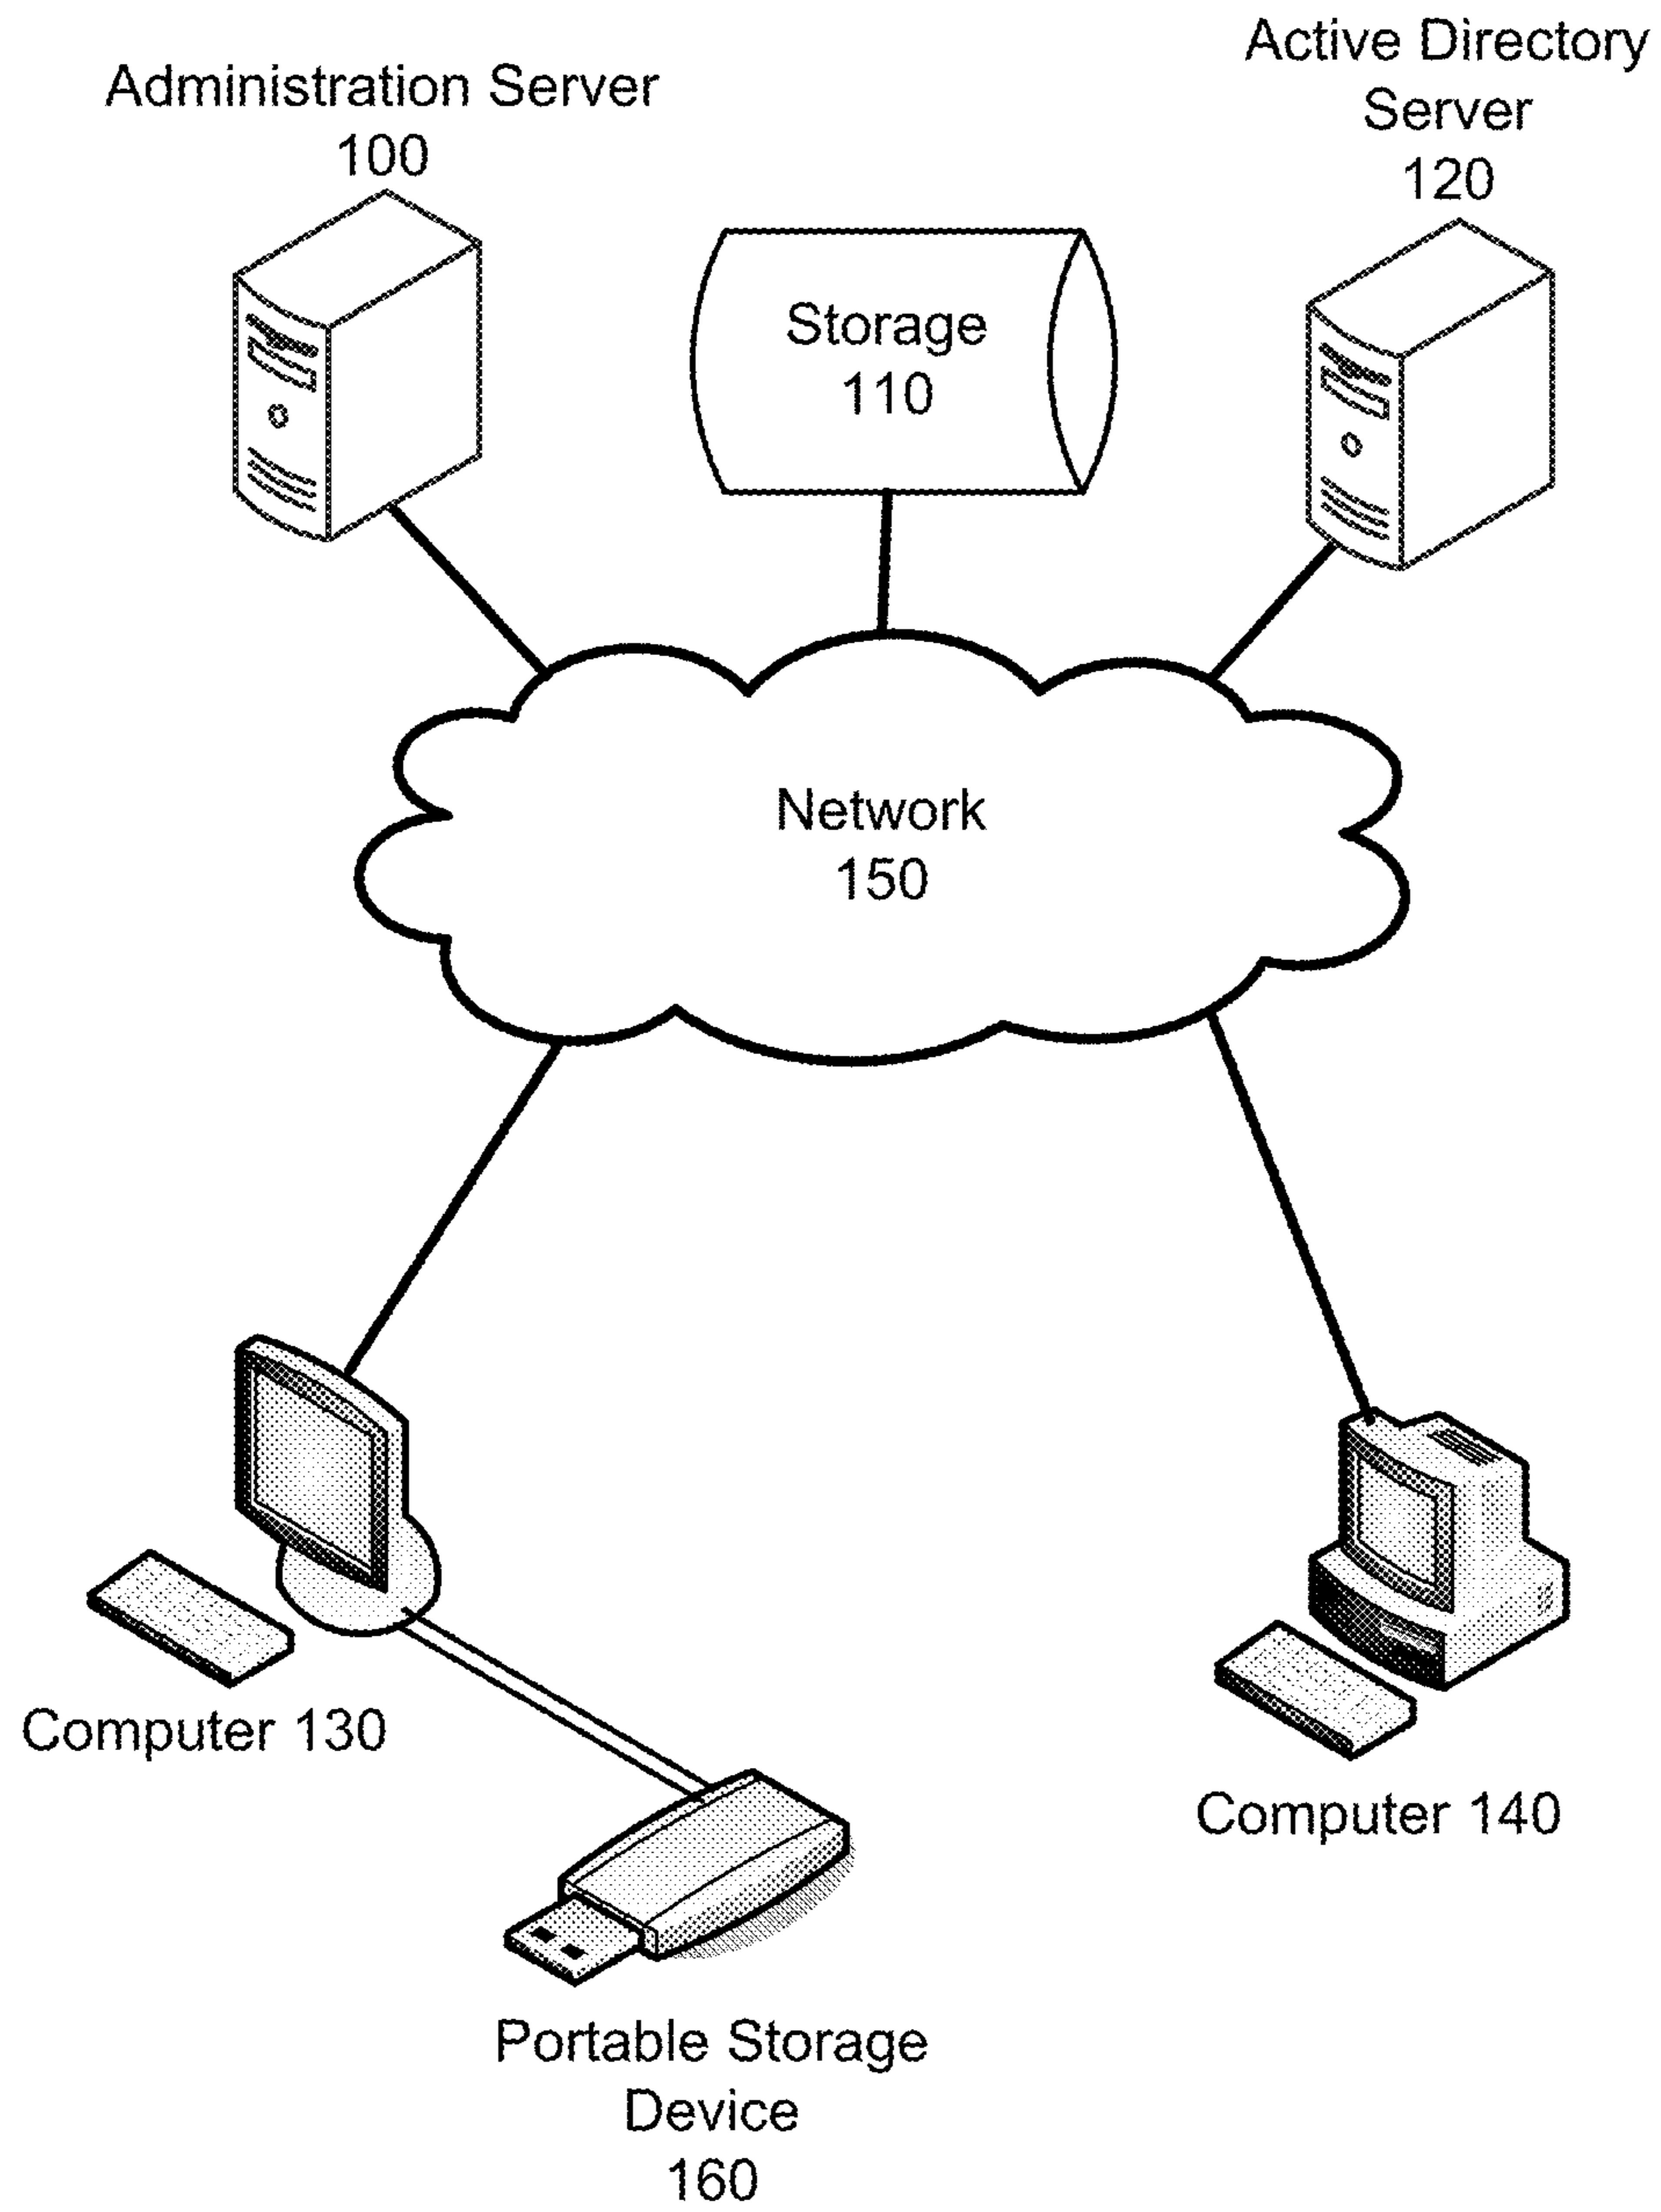 Administration Server
100
Active Directory
Server
120
Storage
110
Network
150
Computer 130
Computer 140
Portable Storage
Device
160